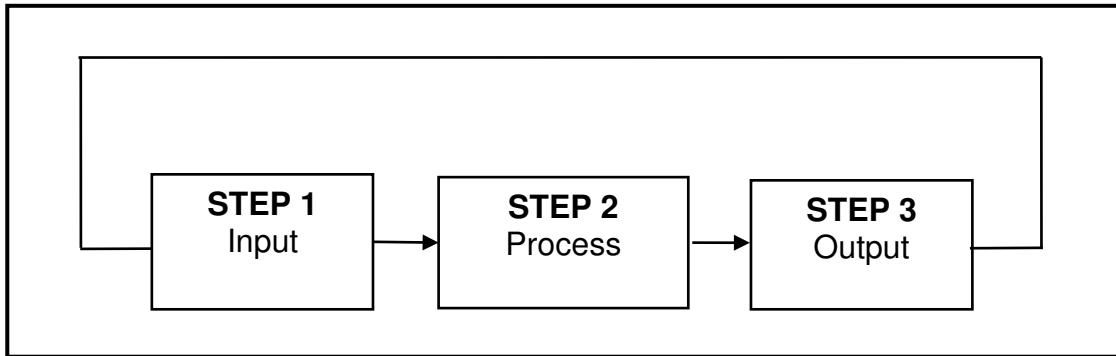 STEP 1
Input
STEP 2
Process
STEP 3
Output